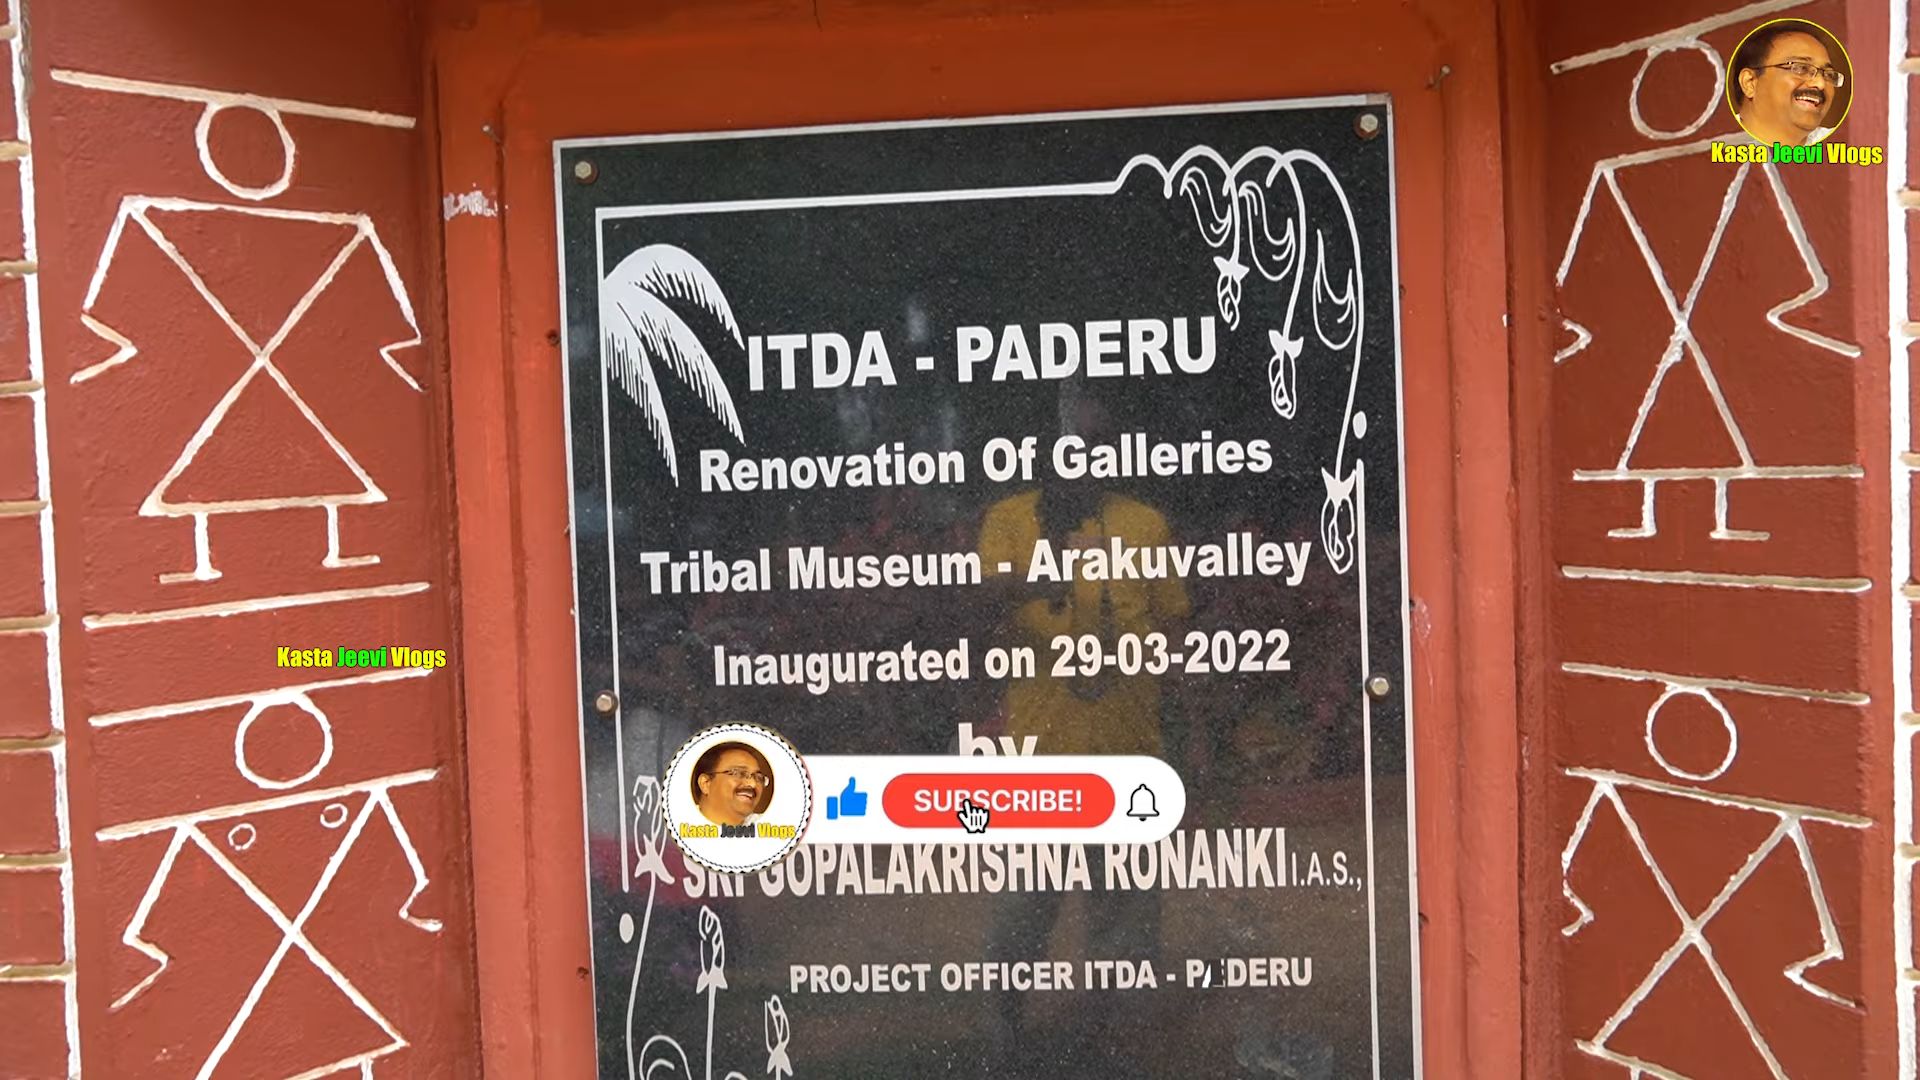 Kasta Jeevi Vlogs
ITDA - PADERU
Renovation Of Galleries
Tribal Museum - Arakuvalley
Inaugurated on 29-03-2022
Kasta Jeevi Vlogs
by
SUBSCRIBE!
Kasta Jeevi Vlogs
SRI GOPALAKRISHNA RONANKI I.A.S.,
PROJECT OFFICER ITDA - PADERU